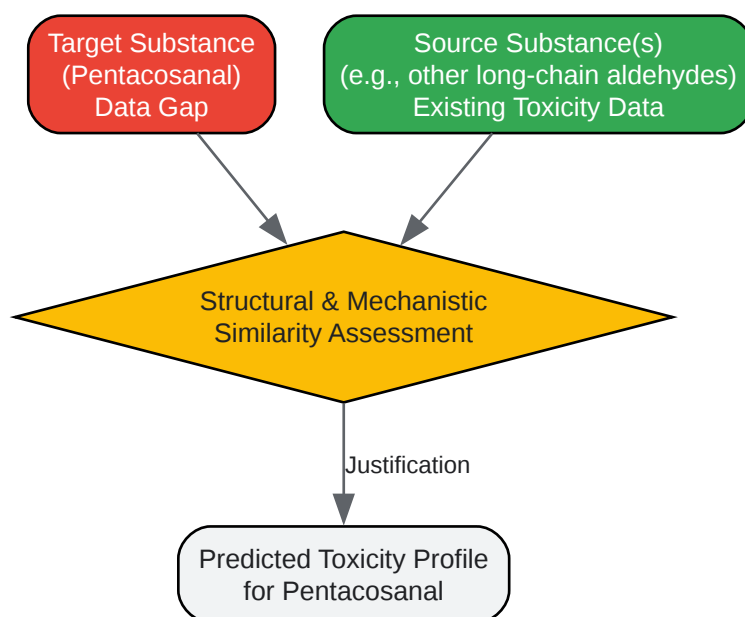 Target Substance
(Pentacosanal)
Data Gap
Source Substance(s)
(e.g., other long-chain aldehydes)
Existing Toxicity Data
Structural & Mechanistic
Similarity Assessment
Justification
Predicted Toxicity Profile
for Pentacosanal